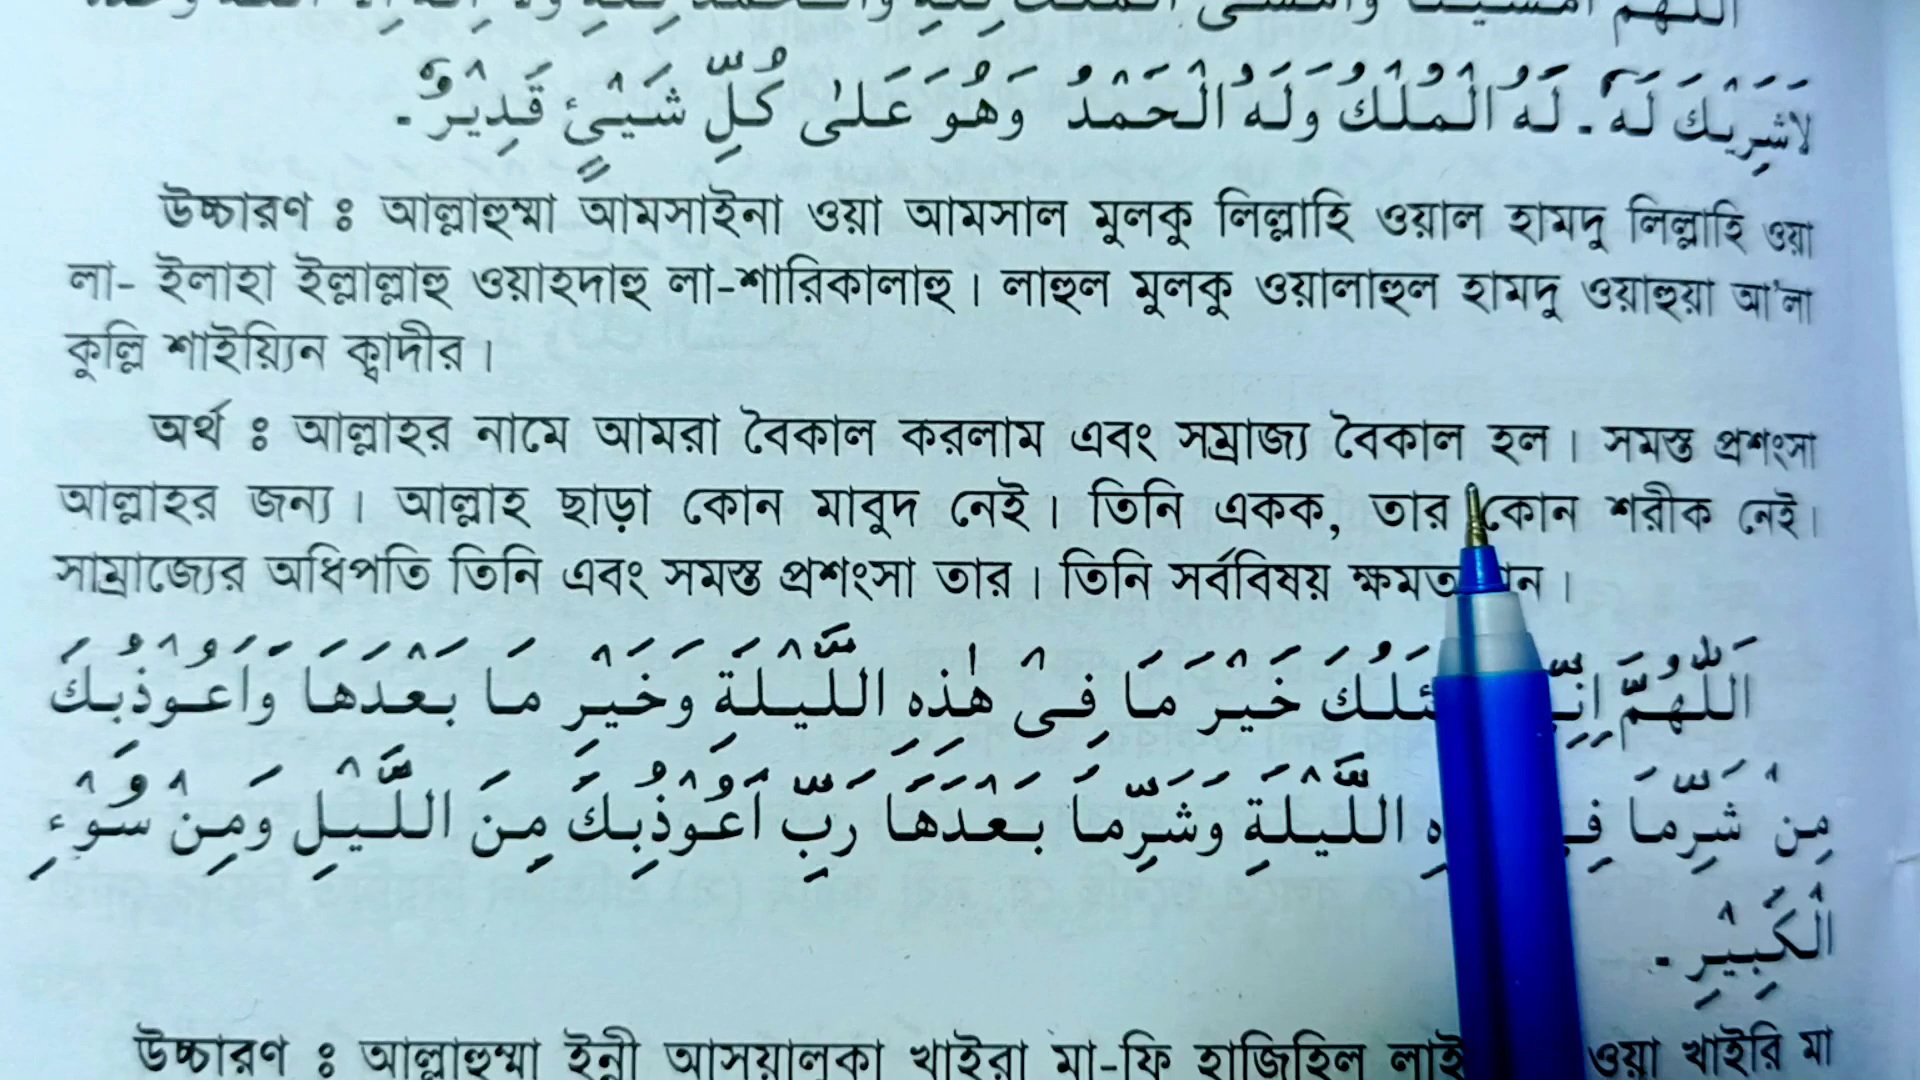 لَاشَرِيْكَ لَهٗ ۔ لَهُ الْمُلْكُ وَلَهُ الْحَمْدُ وَهُوَ عَلٰى كُلِّ شَيْئٍ قَدِيْرٌ ۔
উচ্চারণ ঃ আল্লাহুম্মা আমসাইনা ওয়া আমসাল মূলকু লিল্লাহি ওয়াল হামদু লিল্লাহি ওয়া
লা- ইলাহা ইল্লাল্লাহু ওয়াহদাহু লা-শারিকালাহু। লাহুল মূলকু ওয়ালাহুল হামদু ওয়াহুয়া আ'লা
কুল্লি শাইয়্যিন ক্বাদীর।
অর্থ ঃ আল্লাহর নামে আমরা বৈকাল করলাম এবং সম্রাজ্য বৈকাল হল। সমস্ত প্রশংসা
আল্লাহর জন্য। আল্লাহ ছাড়া কোন মাবুদ নেই। তিনি একক, তার কোন শরীক নেই।
সাম্রাজ্যের অধিপতি তিনি এবং সমস্ত প্রশংসা তার। তিনি সর্ববিষয়
اَللّٰهُمَّ خَيْرَ مَا فِىْ هٰذِهِ اللَّيْلَةِ وَخَيْرِ مَا بَعْدَهَا وَاَعُوْذُبِكَ
مِنْ شَرِّمَا اللَّيْلَةِ وَشَرِّمَا بَعْدَهَا رَبِّ اَعُوْذُبِكَ مِنَ اللَّيْلِ وَمِنْ سُوْءِ
الْكِبَيْرِ ۔
উচ্চারণ ঃ আল্লাহুম্মা ইন্নী আসয়ালুকা খাইরা মা-ফি হাজিহিল ওয়া খাইরি মা